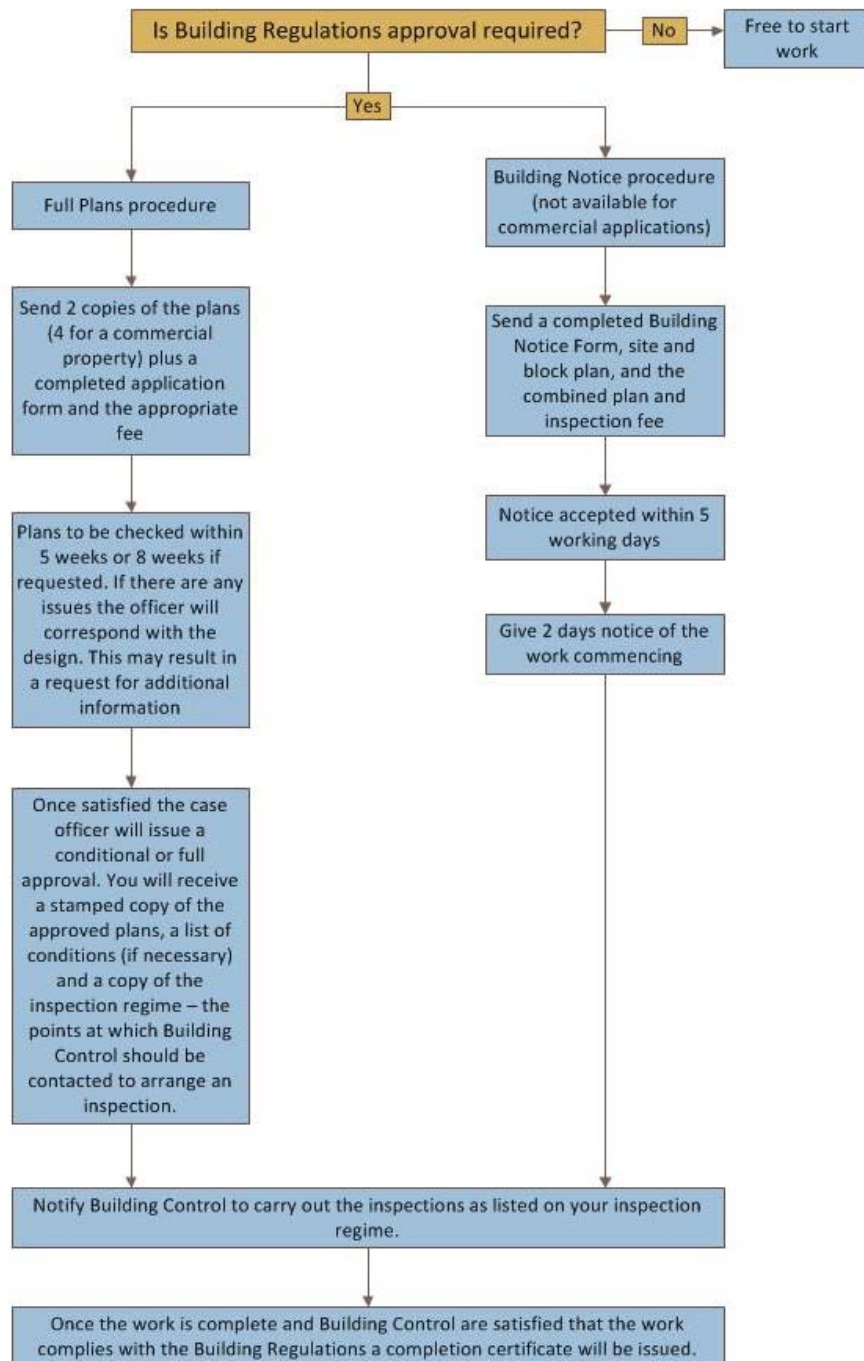 Is Building Regulations approval required?
No
Free to start
work
Yes
Full Plans procedure
Send 2 copies of the plans
(4 for a commercial
property) plus a
completed application
form and the appropriate
fee
Plans to be checked within
5 weeks or 8 weeks if
requested. If there are any
issues the officer will
correspond with the
design. This may result in
a request for additional
information
Once satisfied the case
officer will issue a
conditional or full
approval. You will receive
a stamped copy of the
approved plans, a list of
conditions (if necessary)
and a copy of the
inspection regime – the
points at which Building
Control should be
contacted to arrange an
inspection.
Building Notice procedure
(not available for
commercial applications)
Send a completed Building
Notice Form, site and
block plan, and the
combined plan and
inspection fee
Notice accepted within 5
working days
Give 2 days notice of the
work commencing
Notify Building Control to carry out the inspections as listed on your inspection
regime.
Once the work is complete and Building Control are satisfied that the work
complies with the Building Regulations a completion certificate will be issued.